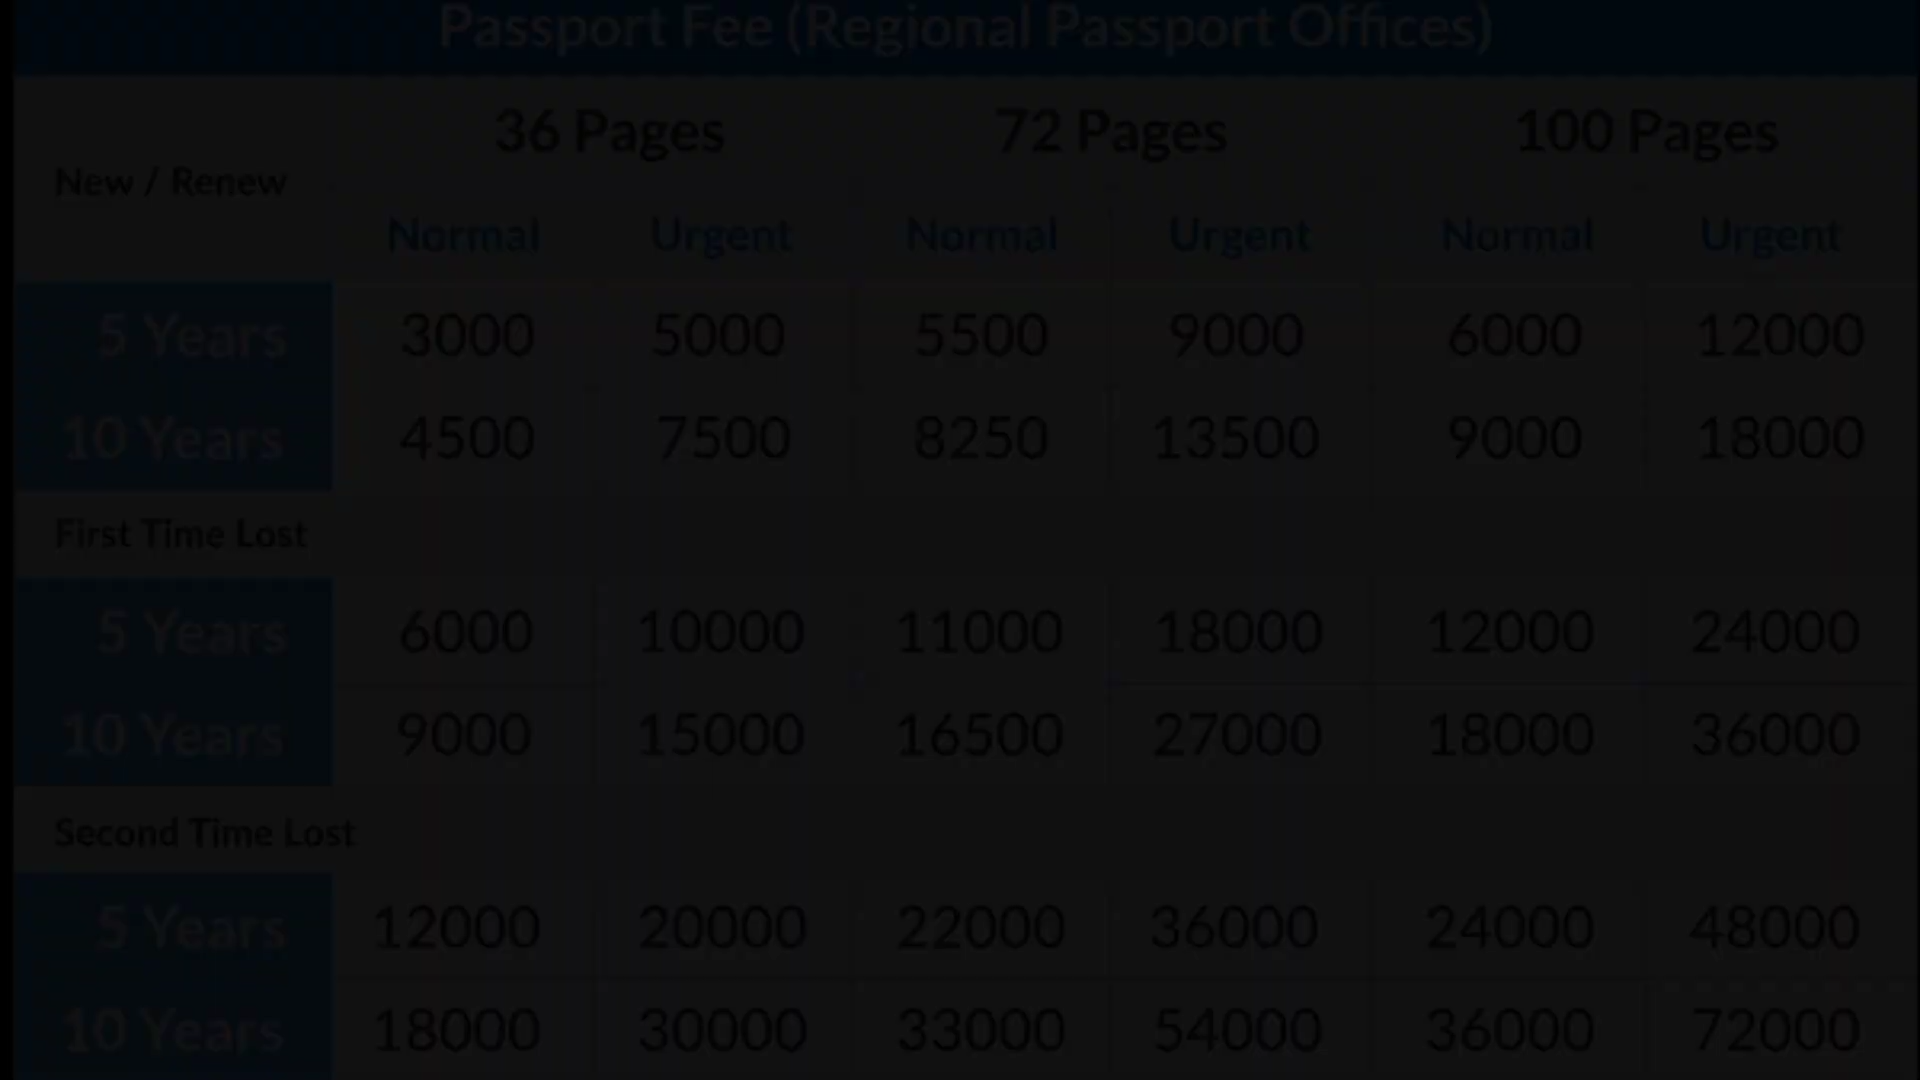 Passport Fee (Regional Passport Offices)
36 Pages 72 Pages 100 Pages
New / Renew
Normal Urgent Normal Urgent Normal Urgent
5 Years 3000 5000 5500 9000 6000 12000
10 Years 4500 7500 8250 13500 9000 18000
First Time Lost
5 Years 6000 10000 11000 18000 12000 24000
10 Years 9000 15000 16500 27000 18000 36000
Second Time Lost
5 Years 12000 20000 22000 36000 24000 48000
10 Years 18000 30000 33000 54000 36000 72000